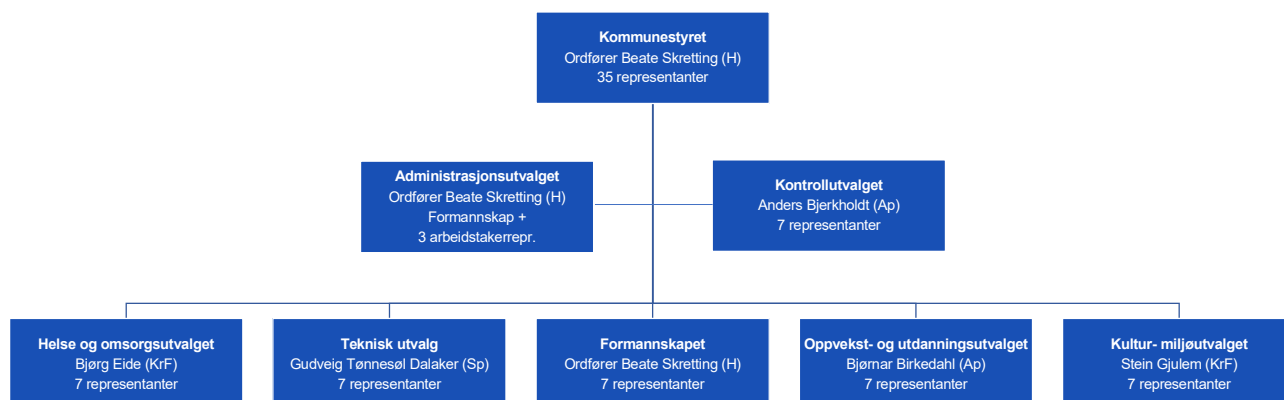 Kommunestyret
Ordfører Beate Skretting (H)
35 representanter
Administrasjonsutvalget
Ordfører Beate Skretting (H)
Formannskap +
3 arbeidstakerrepr.
Kontrollutvalget
Anders Bjerkholdt (Ap)
7 representanter
Helse og omsorgsutvalget
Bjørg Eide (KrF)
7 representanter
Teknisk utvalg
Gudveig Tønnesøl Dalaker (Sp)
7 representanter
Formannskapet
Ordfører Beate Skretting (H)
7 representanter
Oppvekst- og utdanningsutvalget
Bjørnar Birkedahl (Ap)
7 representanter
Kultur- miljøutvalget
Stein Gjulem (KrF)
7 representanter